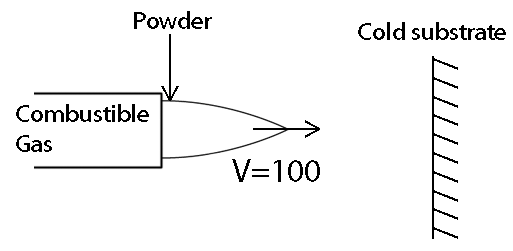 Powder
Cold substrate
Combustible
Gas
V=100